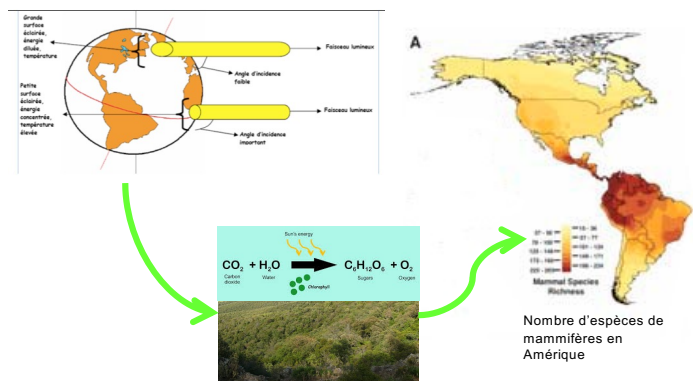 Grande
surface
éclairée,
énergie
diluée,
température
Faisceau lumineux
Angle d'incidence
faible
Petite
surface
éclairée,
énergie
concentrée,
température
élevée
Faisceau lumineux
Angle d'incidence
important
A
Mammal Species
Richness
Nombre d'espèces de
mammifères en
Amérique
Sun's energy
CO2 + H2O C6H12O6 + O2
Carbon
dioxide
Water
Sugars
Oxygen
Chlorophyll